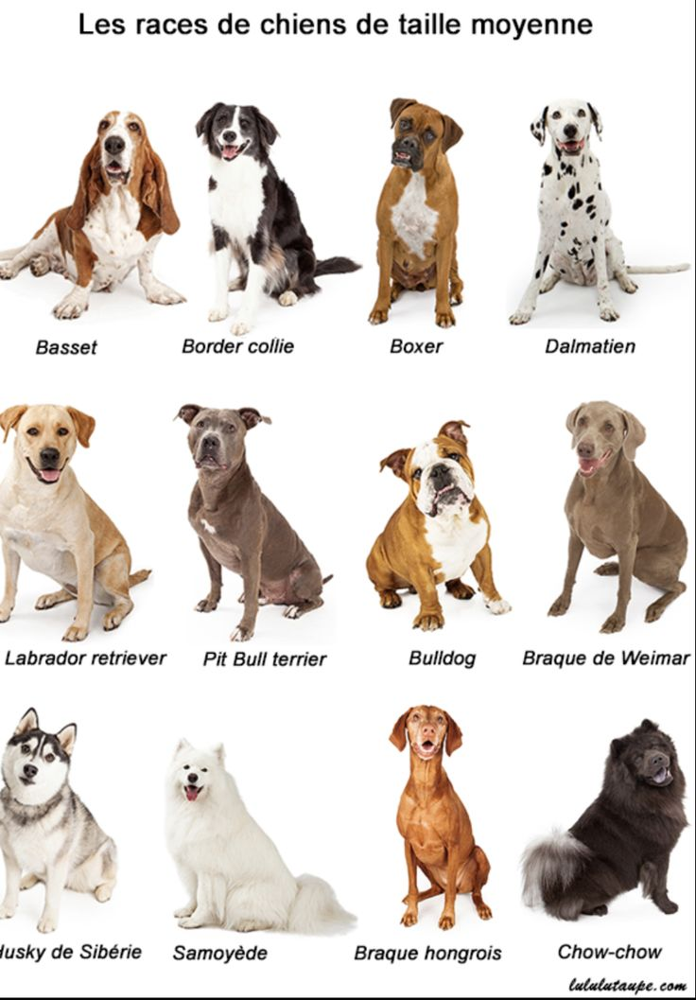 Les races de chiens de taille moyenne
Basset
Border collie
Boxer
Dalmatien
Labrador retriever
Pit Bull terrier
Bulldog
Braque de Weimar
Husky de Sibérie
Samoyède
Braque hongrois
Chow-chow
lululutaupe.com